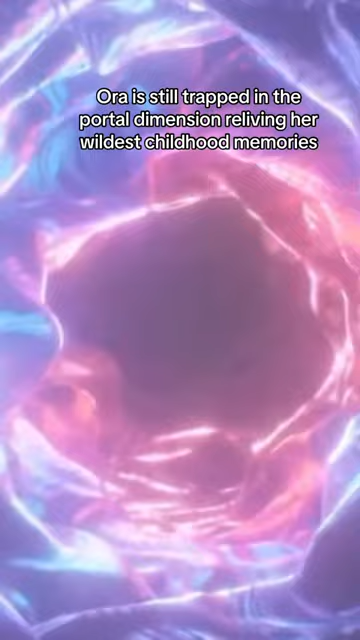 Ora is still trapped in the
portal dimension reliving her
wildest childhood memories